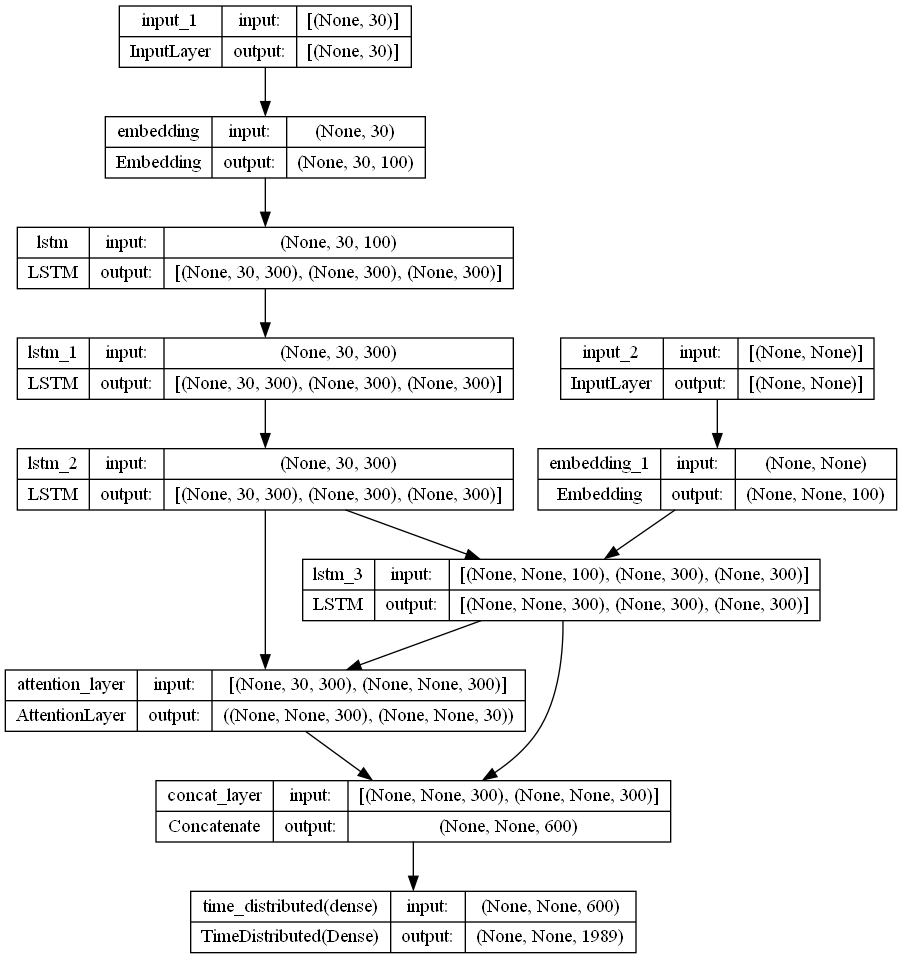 input_1 input: [(None, 30)]
InputLayer output: [(None, 30)]
embedding input: (None, 30)
Embedding output: (None, 30, 100)
lstm input: (None, 30, 100)
LSTM output: [(None, 30, 300), (None, 300), (None, 300)]
lstm_1 input: (None, 30, 300)
LSTM output: [(None, 30, 300), (None, 300), (None, 300)]
input_2 input: [(None, None)]
InputLayer output: [(None, None)]
lstm_2 input: (None, 30, 300)
LSTM output: [(None, 30, 300), (None, 300), (None, 300)]
embedding_1 input: (None, None)
Embedding output: (None, None, 100)
lstm_3 input: [(None, None, 100), (None, 300), (None, 300)]
LSTM output: [(None, None, 300), (None, 300), (None, 300)]
attention_layer input: [(None, 30, 300), (None, None, 300)]
AttentionLayer output: ((None, None, 300), (None, None, 30))
concat_layer input: [(None, None, 300), (None, None, 300)]
Concatenate output: (None, None, 600)
time_distributed(dense) input: (None, None, 600)
TimeDistributed(Dense) output: (None, None, 1989)